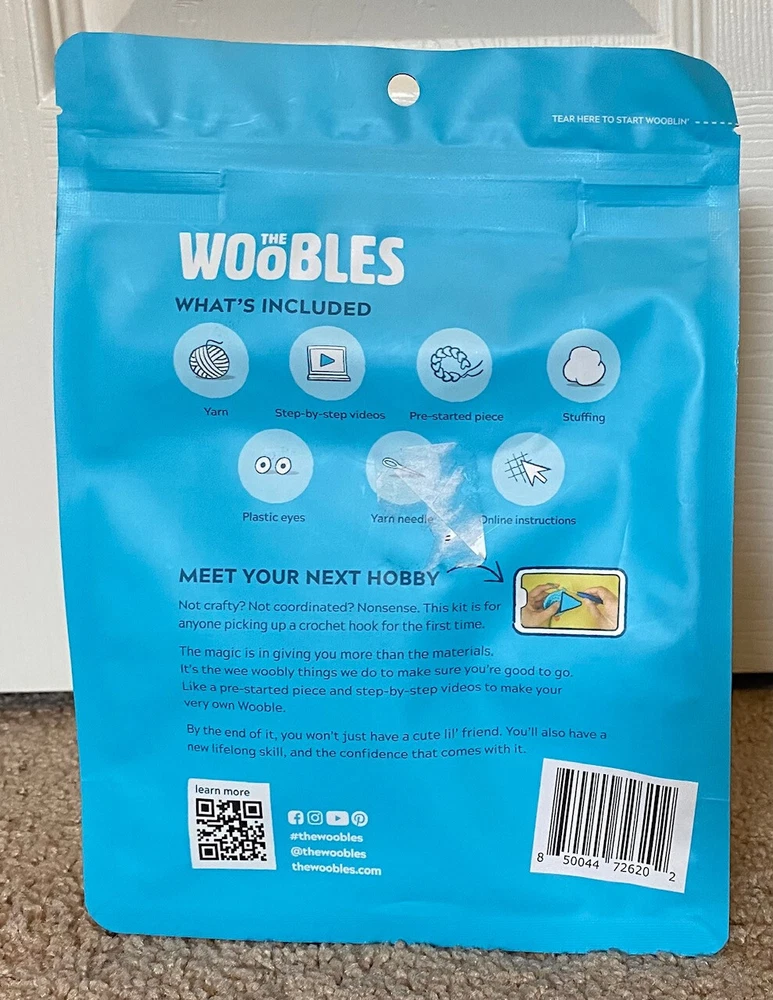 TEAR HERE TO START WOOBLIN'
THE
WOOBLES
WHAT'S INCLUDED
Yarn Step-by-step videos Pre-started piece Stuffing
Plastic eyes Yarn needle Online instructions
MEET YOUR NEXT HOBBY
Not crafty? Not coordinated? Nonsense. This kit is for
anyone picking up a crochet hook for the first time.
The magic is in giving you more than the materials.
It's the wee woobly things we do to make sure you're good to go.
Like a pre-started piece and step-by-step videos to make your
very own Wooble.
By the end of it, you won't just have a cute lil' friend. You'll also have a
new lifelong skill, and the confidence that comes with it.
learn more
#thewoobles
@thewoobles
thewoobles.com
8 50044 72620 2